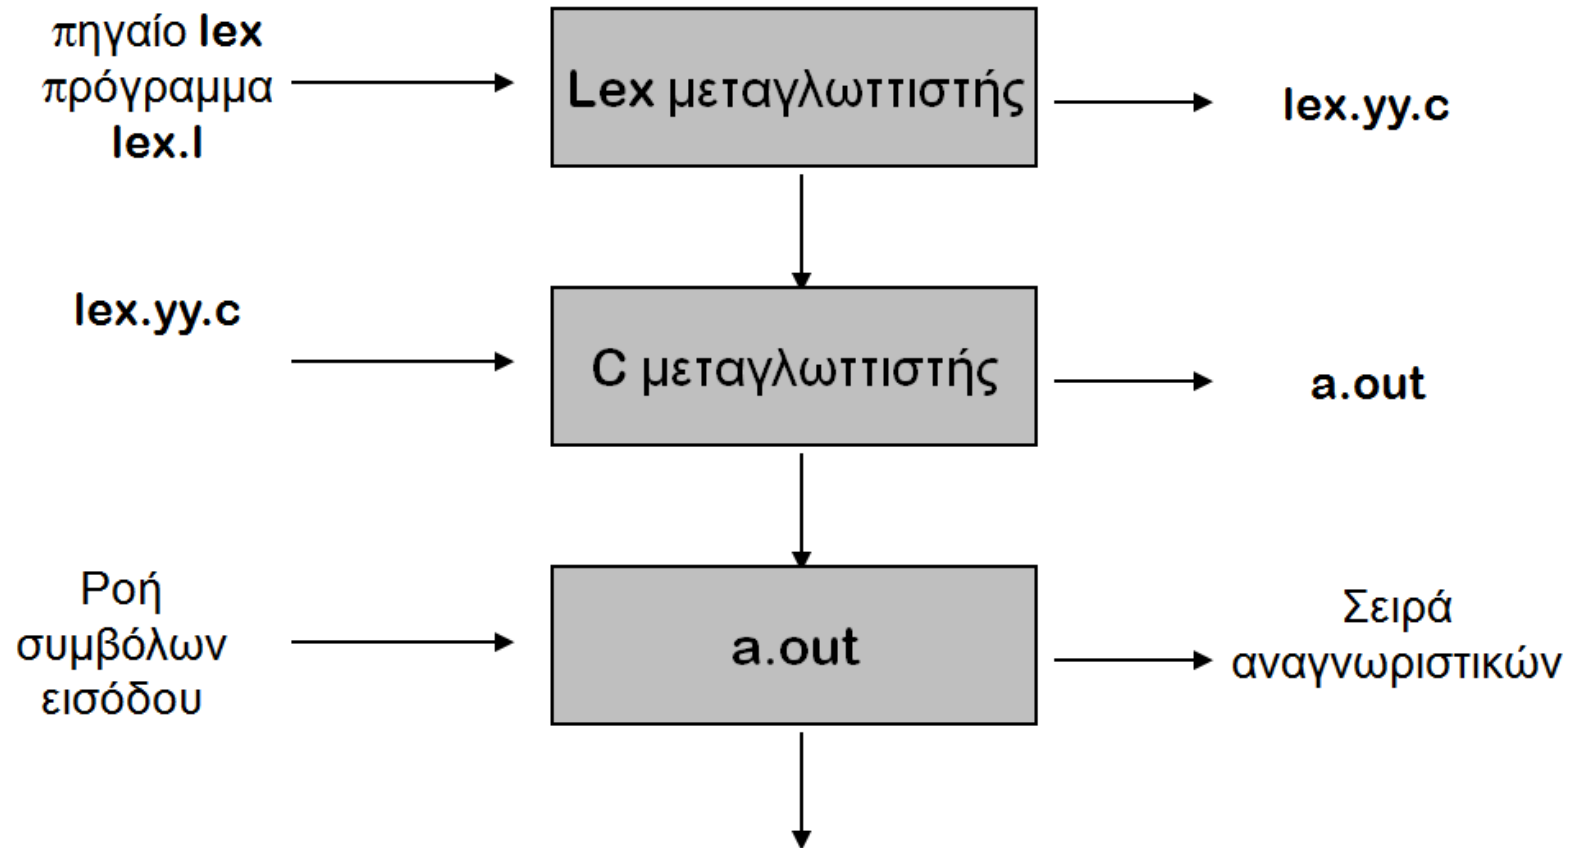 πηγαίο lex
πρόγραμμα
lex.l
Lex μεταγλωττιστής
lex.yy.c
lex.yy.c
C μεταγλωττιστής
a.out
Ροή
συμβόλων
εισόδου
a.out
Σειρά
αναγνωριστικών